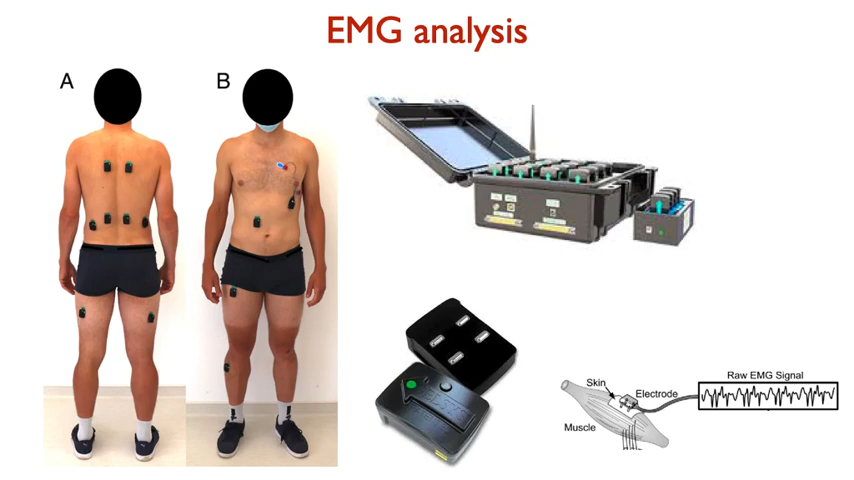 EMG analysis
A
B
Raw EMG Signal
Skin
Electrode
Muscle